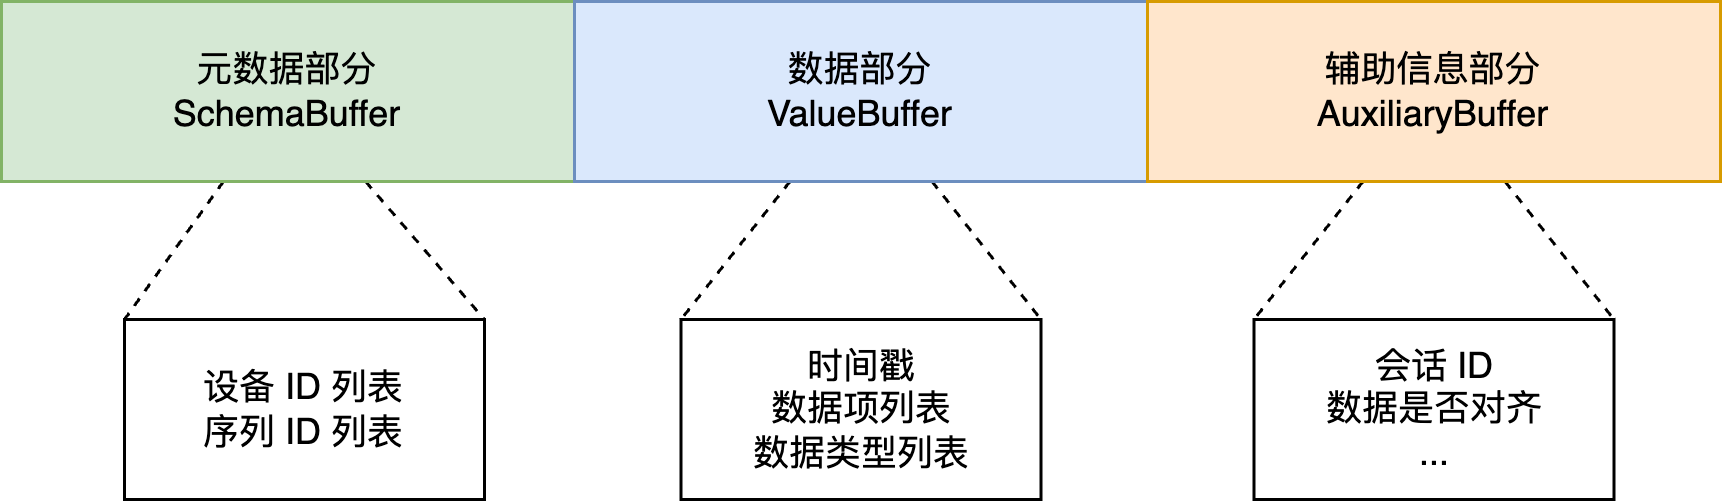 元数据部分
SchemaBuffer
数据部分
ValueBuffer
辅助信息部分
AuxiliaryBuffer
设备 ID 列表
序列 ID 列表
时间戳
数据项列表
数据类型列表
会话 ID
数据是否对齐
...